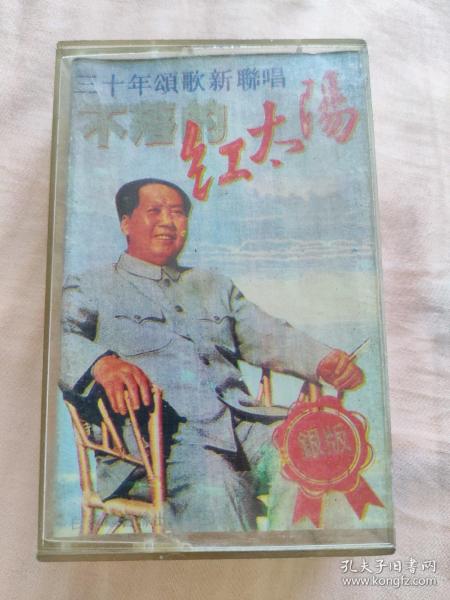 三十年頌歌新聯唱
不落的
红太陽
銀版
孔夫子旧书网
www.kongfz.com